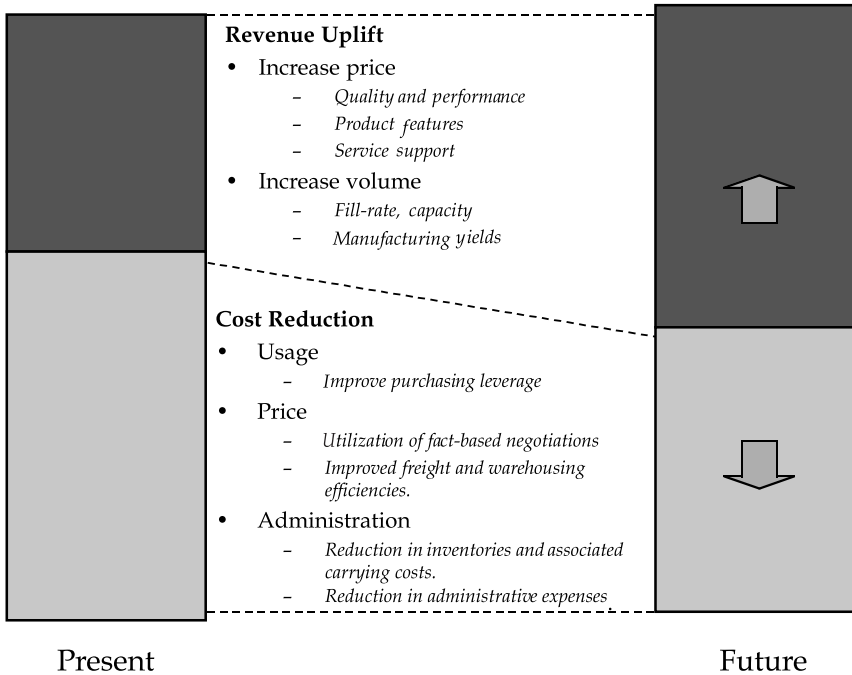 Revenue Uplift
• Increase price
– Quality and performance
– Product features
– Service support
• Increase volume
– Fill-rate, capacity
– Manufacturing yields
Cost Reduction
• Usage
– Improve purchasing leverage
• Price
– Utilization of fact-based negotiations
– Improved freight and warehousing
efficiencies.
• Administration
– Reduction in inventories and associated
carrying costs.
– Reduction in administrative expenses.
Present
Future